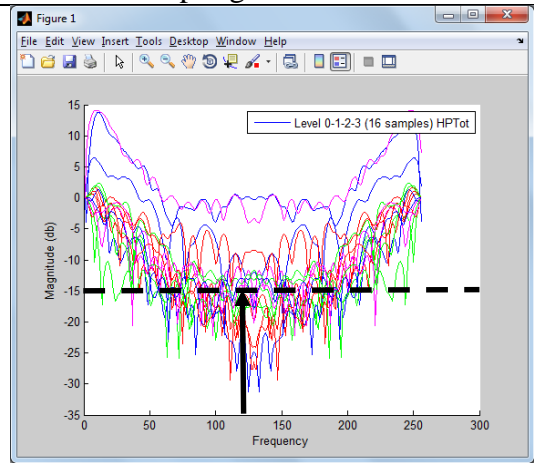 Figure 1
File Edit View Insert Tools Desktop Window Help
Level 0-1-2-3 (16 samples) HPTot
15
10
5
0
-5
-10
-15
-20
-25
-30
-35
Magnitude (db)
0 50 100 150 200 250 300
Frequency